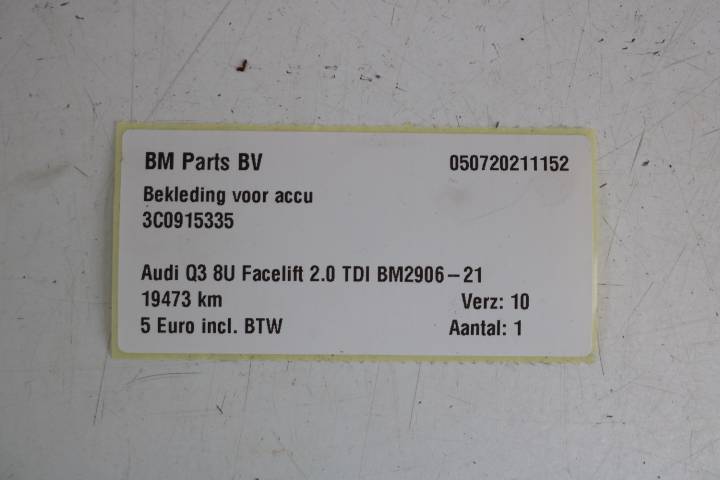 BM Parts BV 050720211152
Bekleding voor accu
3C0915335
Audi Q3 8U Facelift 2.0 TDI BM2906-21
19473 km Verz: 10
5 Euro incl. BTW Aantal: 1